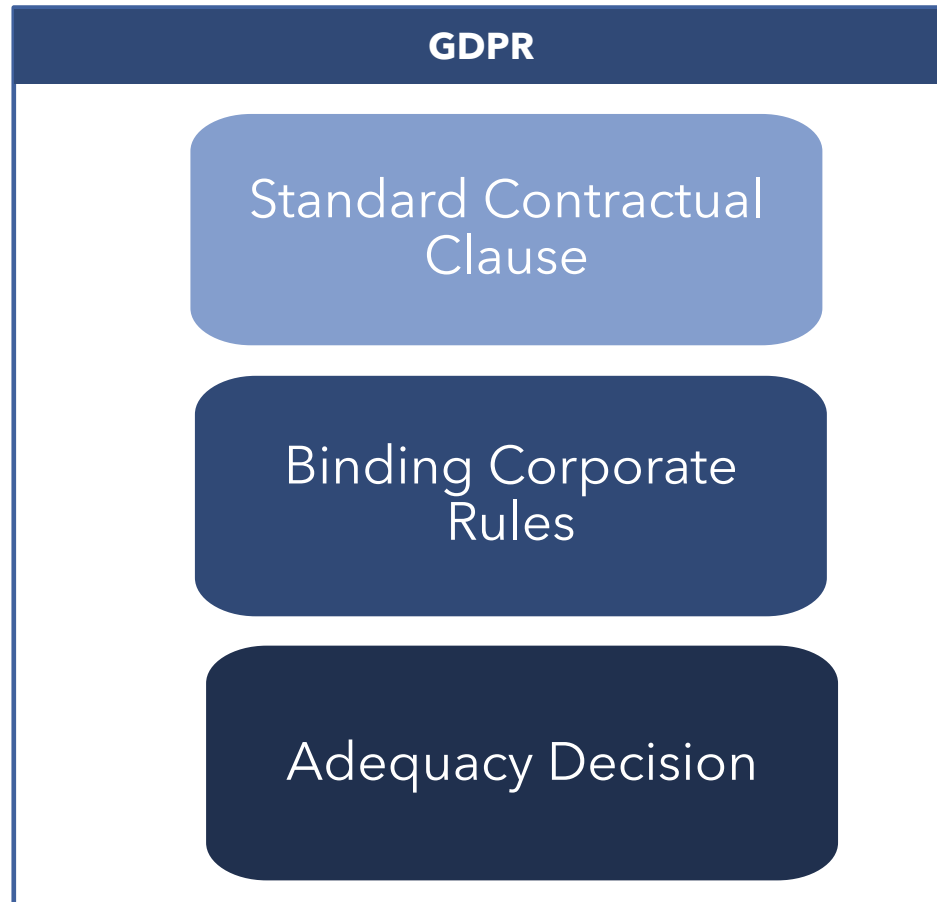 GDPR
Standard Contractual
Clause
Binding Corporate
Rules
Adequacy Decision